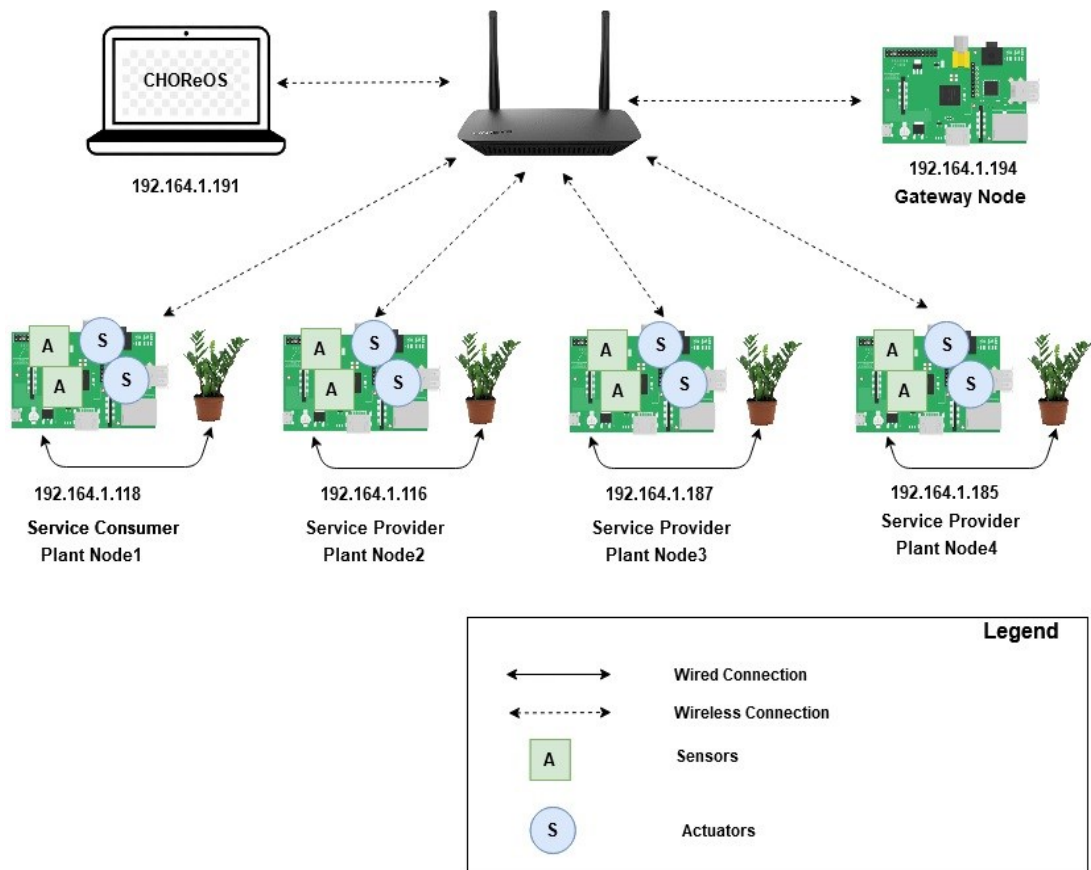 CHOReOS
192.164.1.191
192.164.1.194
Gateway Node
A
S
A
S
A
S
A
S
A
S
A
S
A
S
A
S
192.164.1.118
192.164.1.116
192.164.1.187
192.164.1.185
Service Consumer
Plant Node1
Service Provider
Plant Node2
Service Provider
Plant Node3
Service Provider
Plant Node4
Legend
Wired Connection
Wireless Connection
A
Sensors
S
Actuators